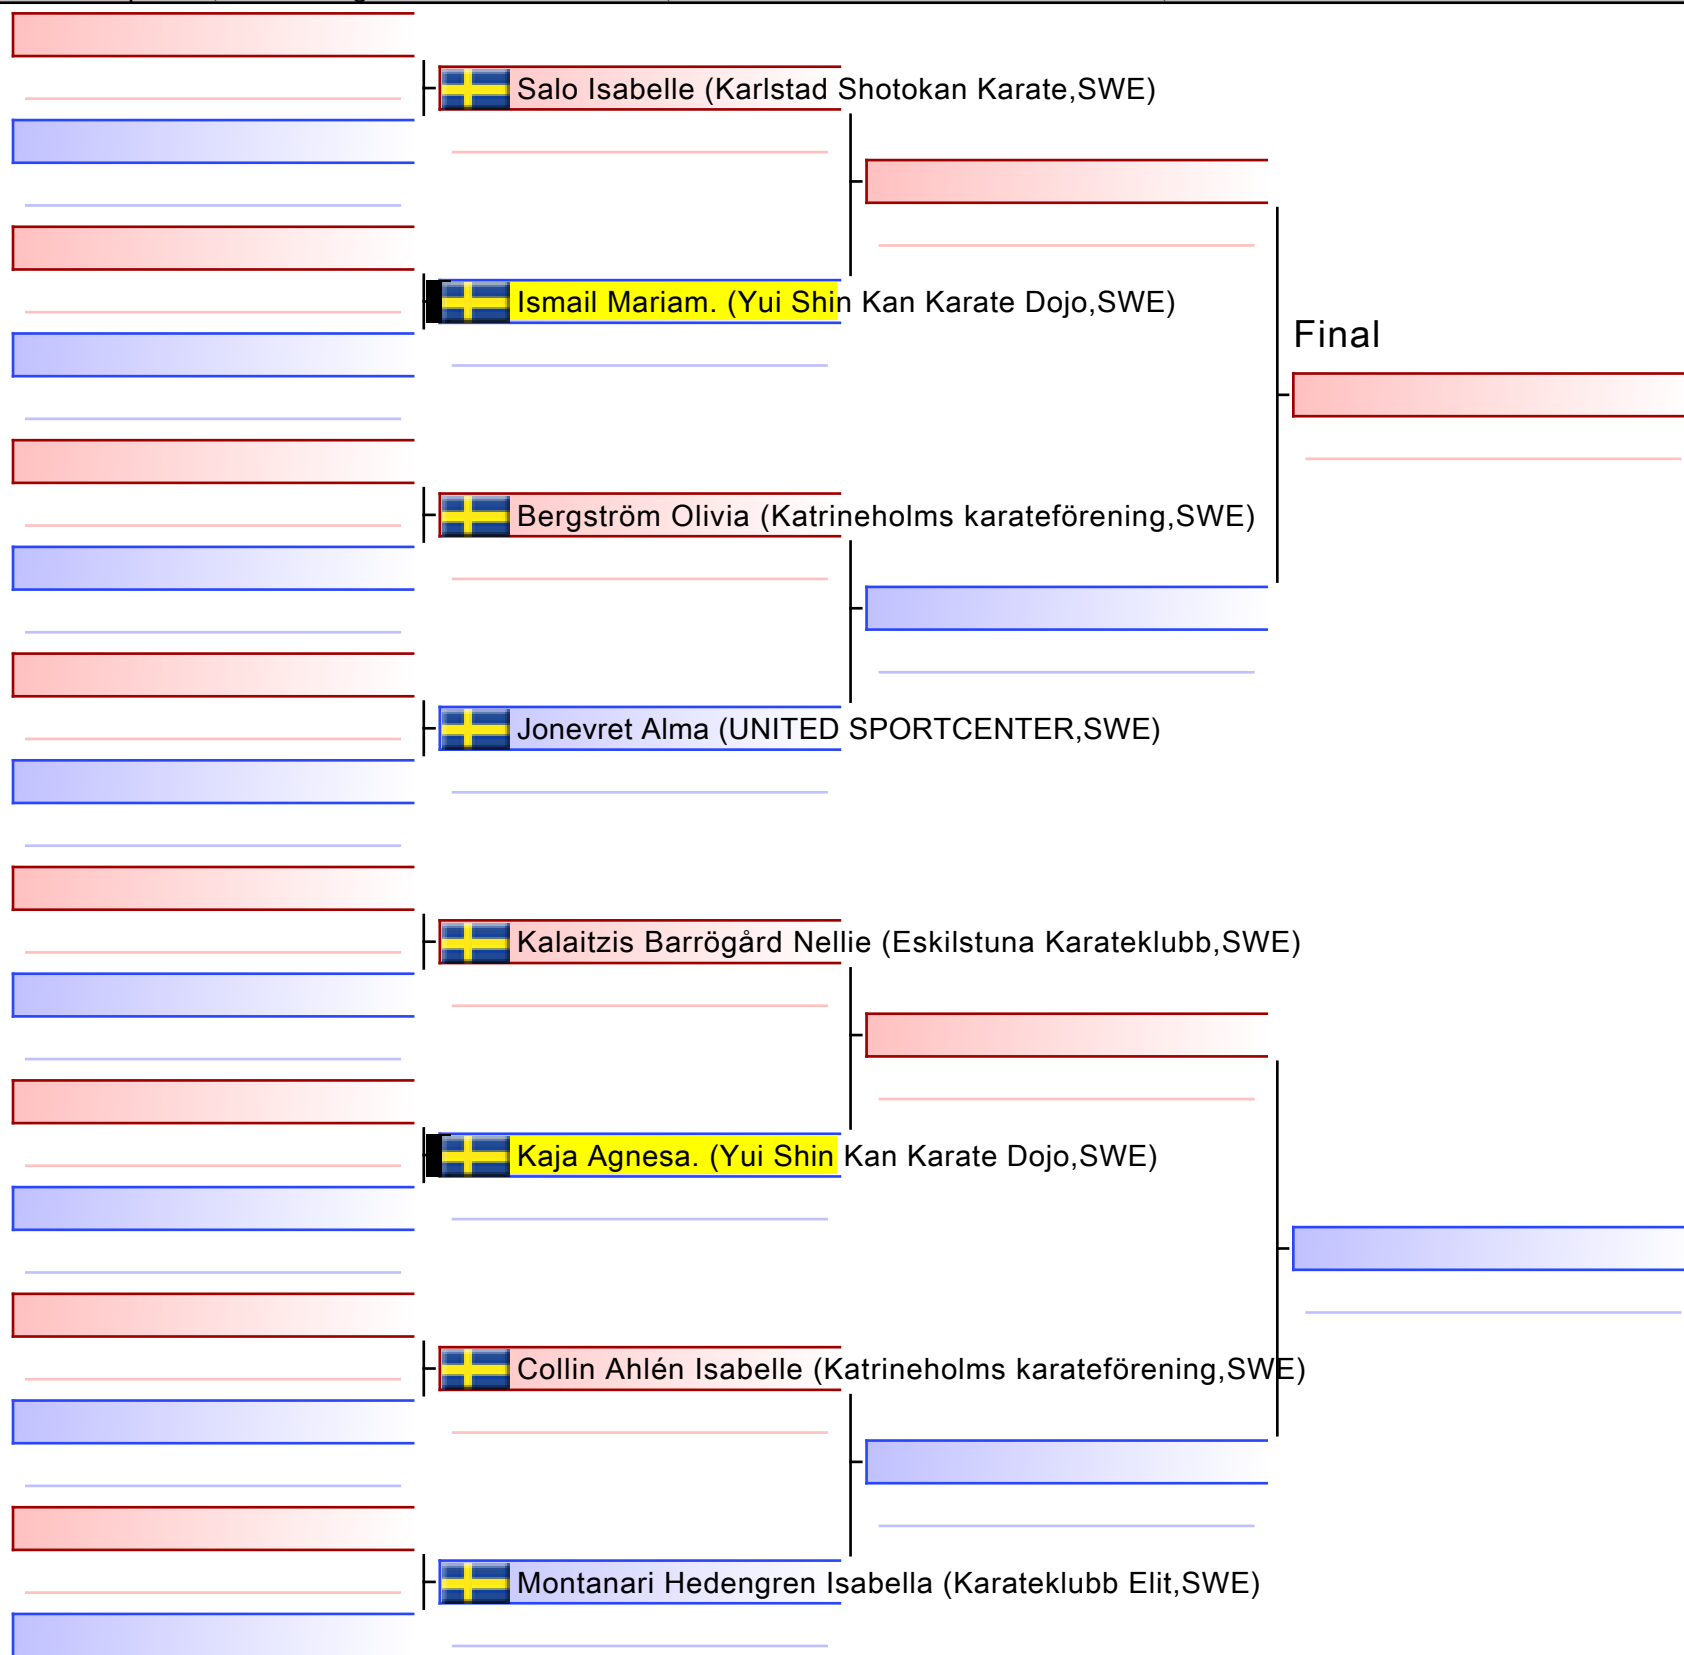 Salo Isabelle (Karlstad Shotokan Karate,SWE)
Ismail Mariam. (Yui Shin Kan Karate Dojo,SWE)
Final
Bergström Olivia (Katrineholms karateförening,SWE)
Jonevret Alma (UNITED SPORTCENTER,SWE)
Kalaitzis Barrögård Nellie (Eskilstuna Karateklubb,SWE)
Kaja Agnesa. (Yui Shin Kan Karate Dojo,SWE)
Collin Ahlén Isabelle (Katrineholms karateförening,SWE)
Montanari Hedengren Isabella (Karateklubb Elit,SWE)